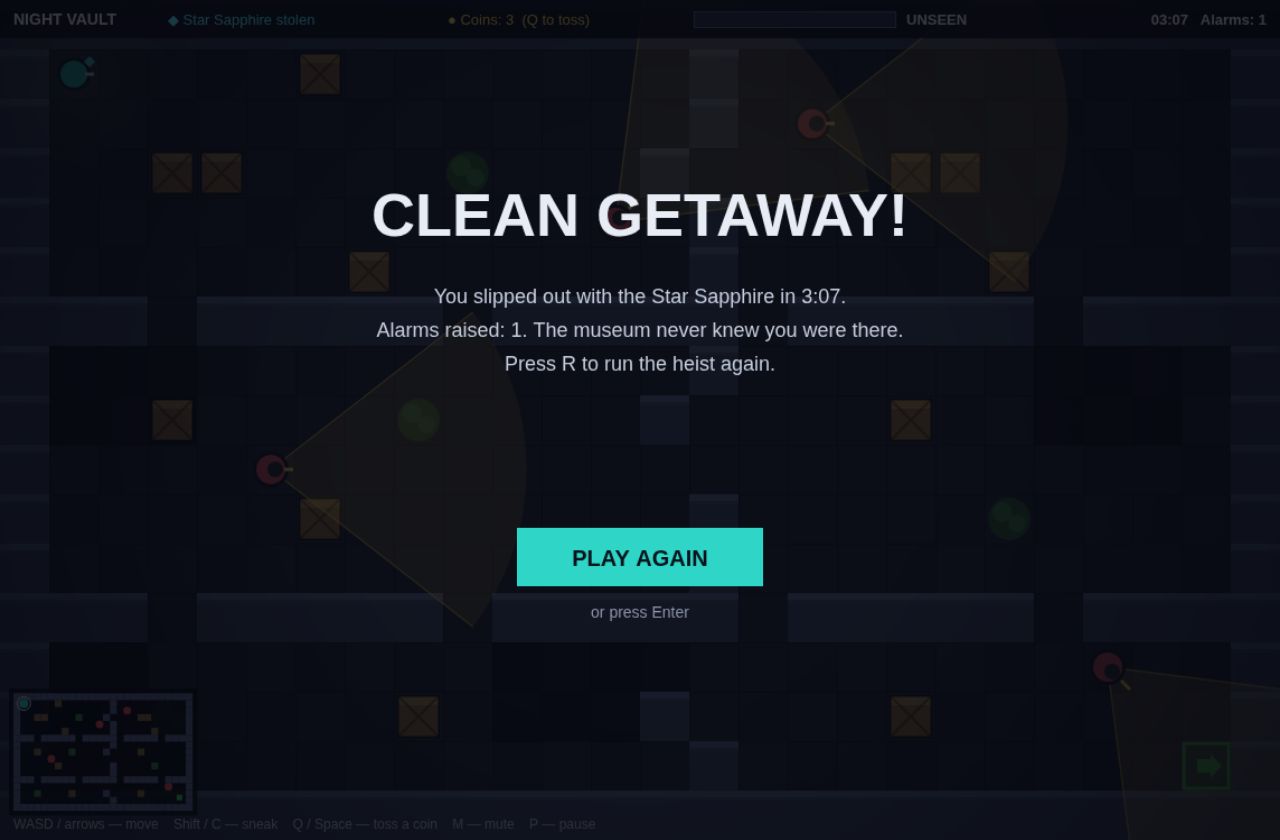 NIGHT VAULT ◆ Star Sapphire stolen ● Coins: 3 (Q to toss) UNSEEN 03:07 Alarms: 1
CLEAN GETAWAY!
You slipped out with the Star Sapphire in 3:07.
Alarms raised: 1. The museum never knew you were there.
Press R to run the heist again.
PLAY AGAIN
or press Enter
WASD / arrows — move Shift / C — sneak Q / Space — toss a coin M — mute P — pause